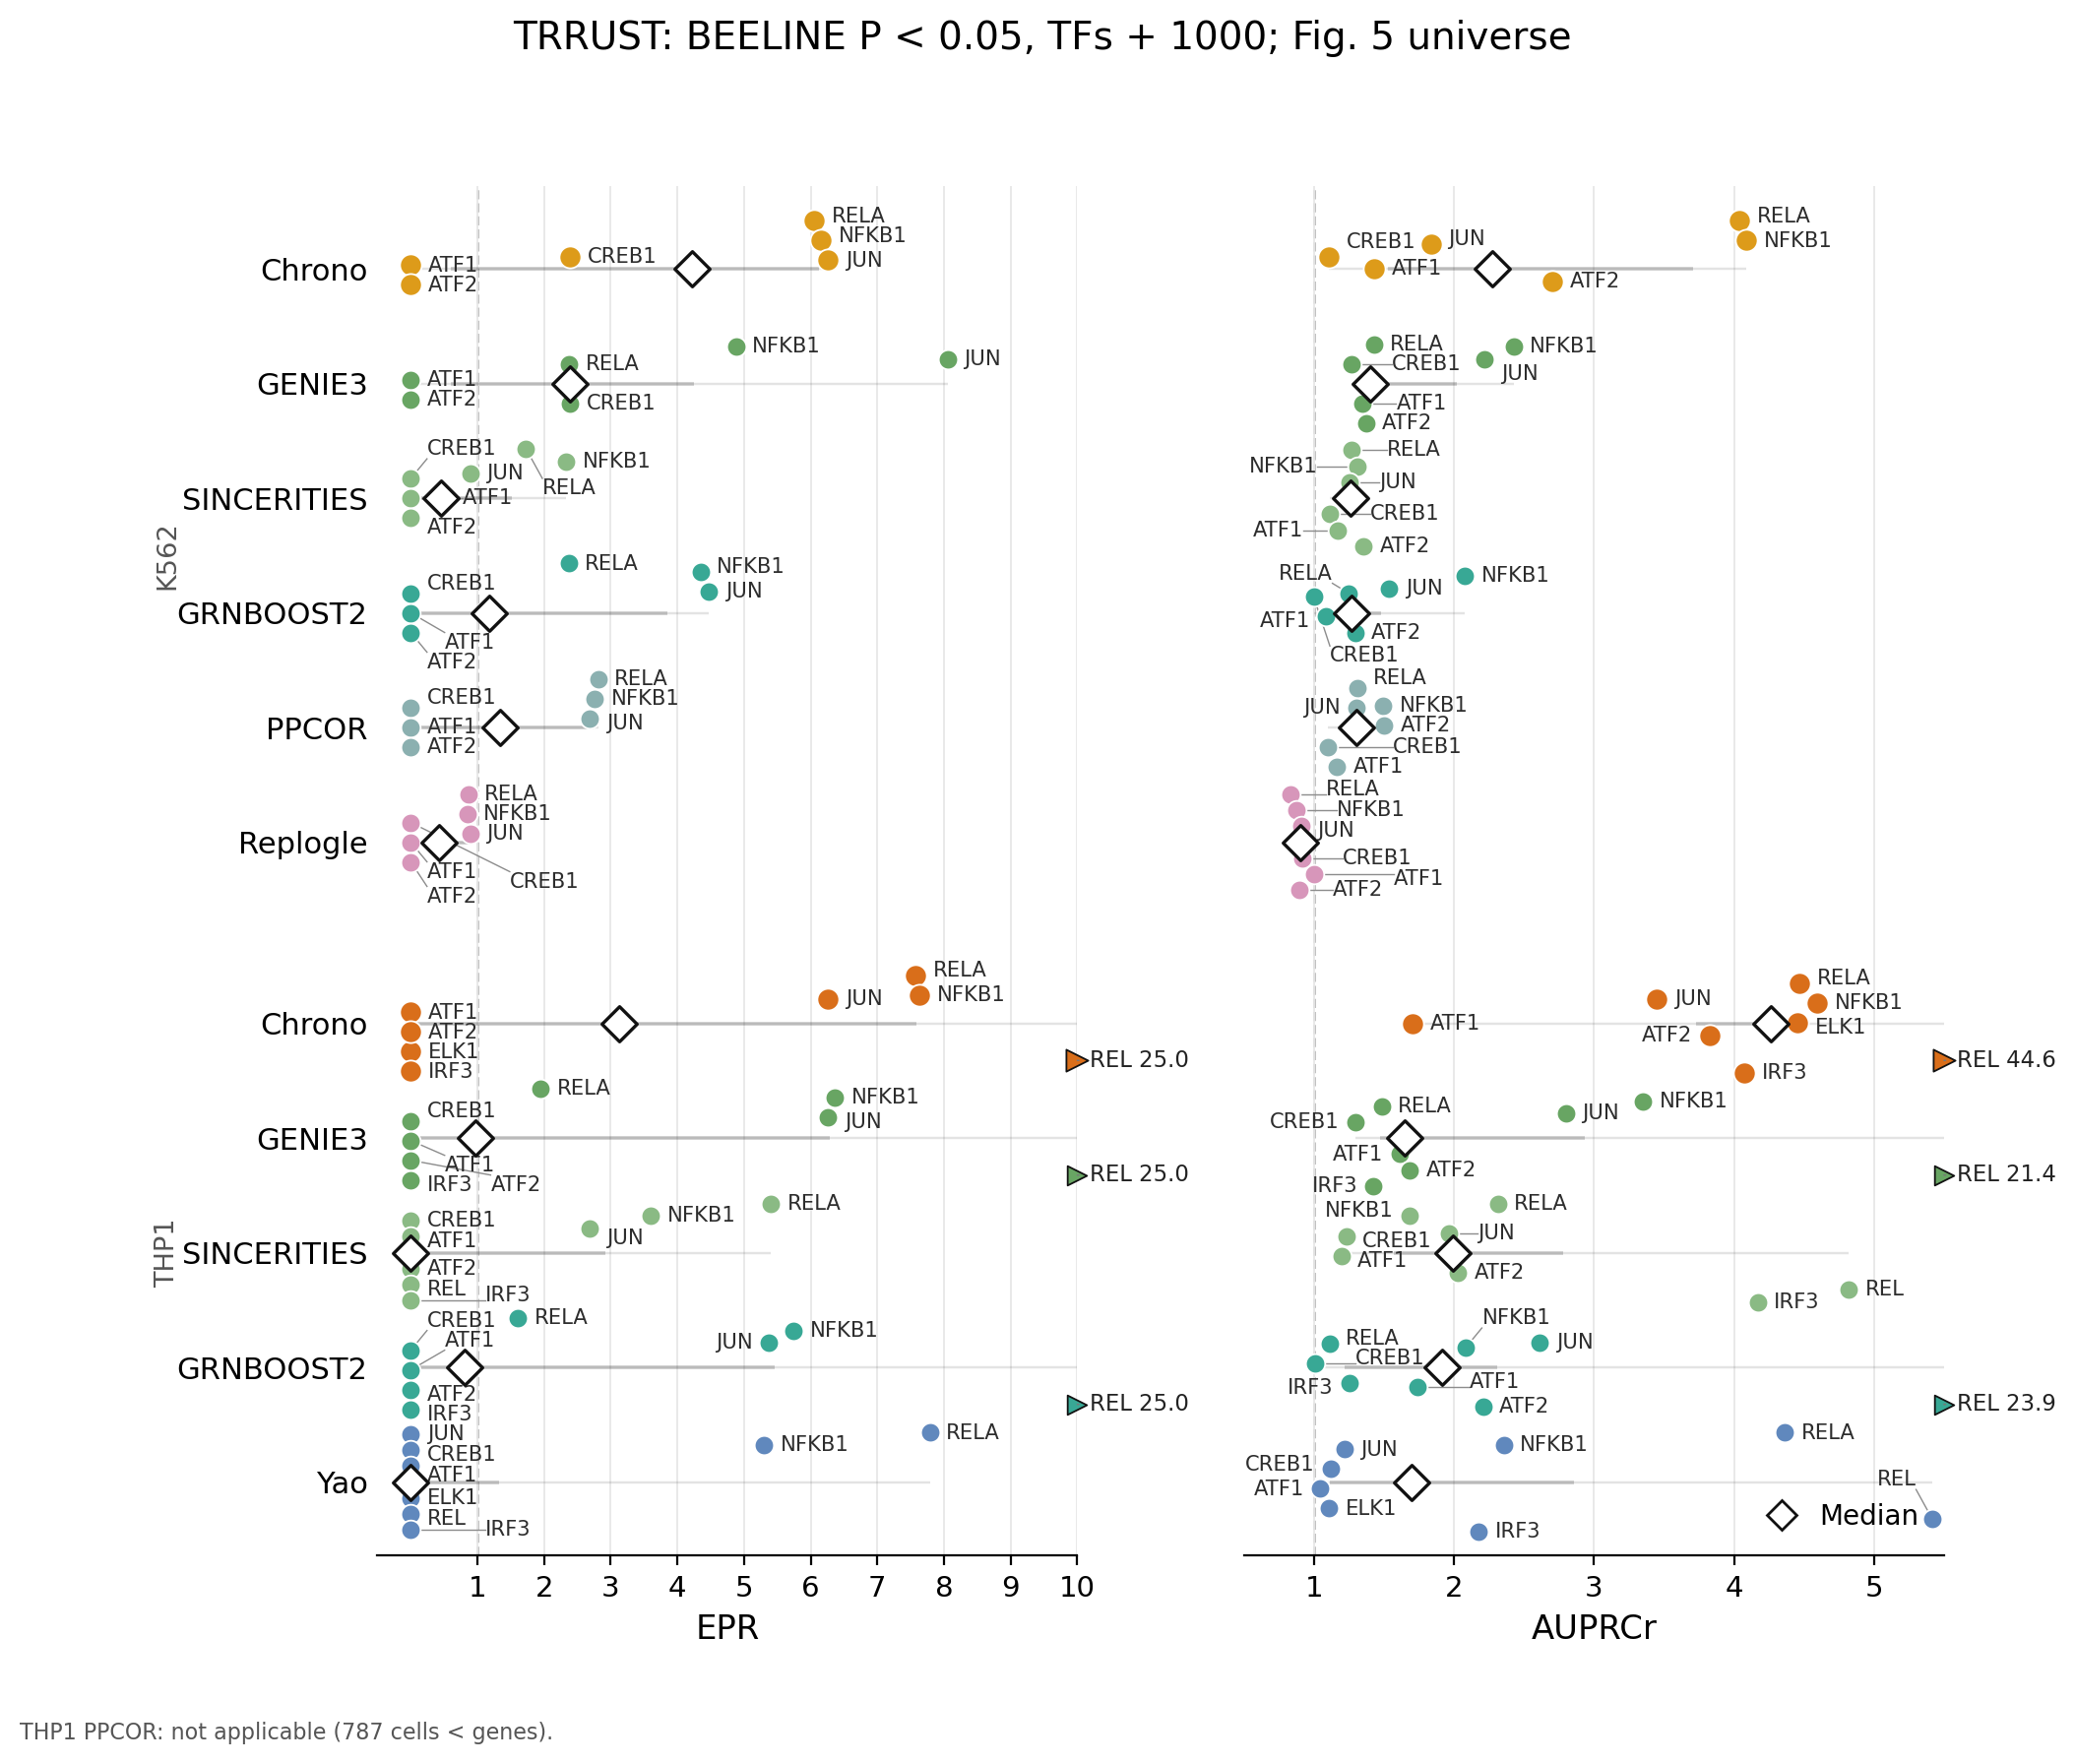 TRRUST: BEELINE P < 0.05, TFs + 1000; Fig. 5 universe
K562
Chrono
ATF1
ATF2
CREB1
RELA
NFKB1
JUN
CREB1
JUN
ATF1
ATF2
RELA
NFKB1
GENIE3
ATF1
ATF2
RELA
CREB1
NFKB1
JUN
RELA
CREB1
NFKB1
JUN
ATF1
ATF2
SINCERITIES
CREB1
JUN
ATF1
ATF2
RELA
NFKB1
RELA
NFKB1
JUN
CREB1
ATF1
ATF2
GRNBOOST2
CREB1
ATF1
ATF2
RELA
NFKB1
JUN
RELA
JUN
NFKB1
ATF1
ATF2
CREB1
PPCOR
CREB1
ATF1
ATF2
RELA
NFKB1
JUN
RELA
JUN
NFKB1
ATF2
CREB1
ATF1
Replogle
RELA
NFKB1
JUN
ATF1
CREB1
ATF2
RELA
NFKB1
JUN
CREB1
ATF1
ATF2
THP1
Chrono
ATF1
ATF2
ELK1
IRF3
JUN
RELA
NFKB1
REL 25.0
ATF1
JUN
ATF2
RELA
NFKB1
ELK1
IRF3
REL 44.6
GENIE3
CREB1
ATF1
IRF3
ATF2
RELA
NFKB1
JUN
REL 25.0
CREB1
RELA
ATF1
ATF2
IRF3
JUN
NFKB1
REL 21.4
SINCERITIES
CREB1
ATF1
ATF2
REL
IRF3
JUN
NFKB1
RELA
NFKB1
RELA
CREB1
JUN
ATF1
ATF2
IRF3
REL
GRNBOOST2
CREB1
ATF1
ATF2
IRF3
RELA
JUN
NFKB1
REL 25.0
RELA
NFKB1
JUN
CREB1
IRF3
ATF1
ATF2
REL 23.9
Yao
JUN
CREB1
ATF1
ELK1
REL
IRF3
NFKB1
RELA
JUN
CREB1
ATF1
ELK1
NFKB1
RELA
IRF3
REL
Median
1 2 3 4 5 6 7 8 9 10
EPR
1 2 3 4 5
AUPRCr
THP1 PPCOR: not applicable (787 cells < genes).